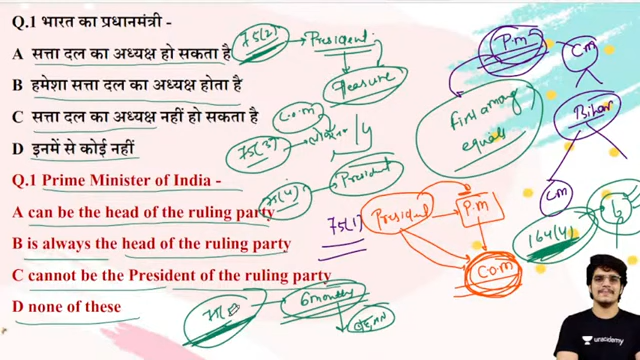 Q.1 भारत का प्रधानमंत्री -
A सत्ता दल का अध्यक्ष हो सकता है
B हमेशा सत्ता दल का अध्यक्ष होता है
C सत्ता दल का अध्यक्ष नहीं हो सकता है
D इनमें से कोई नहीं
Q.1 Prime Minister of India -
A can be the head of the ruling party
B is always the head of the ruling party
C cannot be the President of the ruling party
D none of these
75(2)
President
Pleasure
C.O.M
75(3)
President
75(1)
President
P.M
C.O.M
6 months
P.M
CM
first among
equals
Bihar
CM
164(4)
unacademy